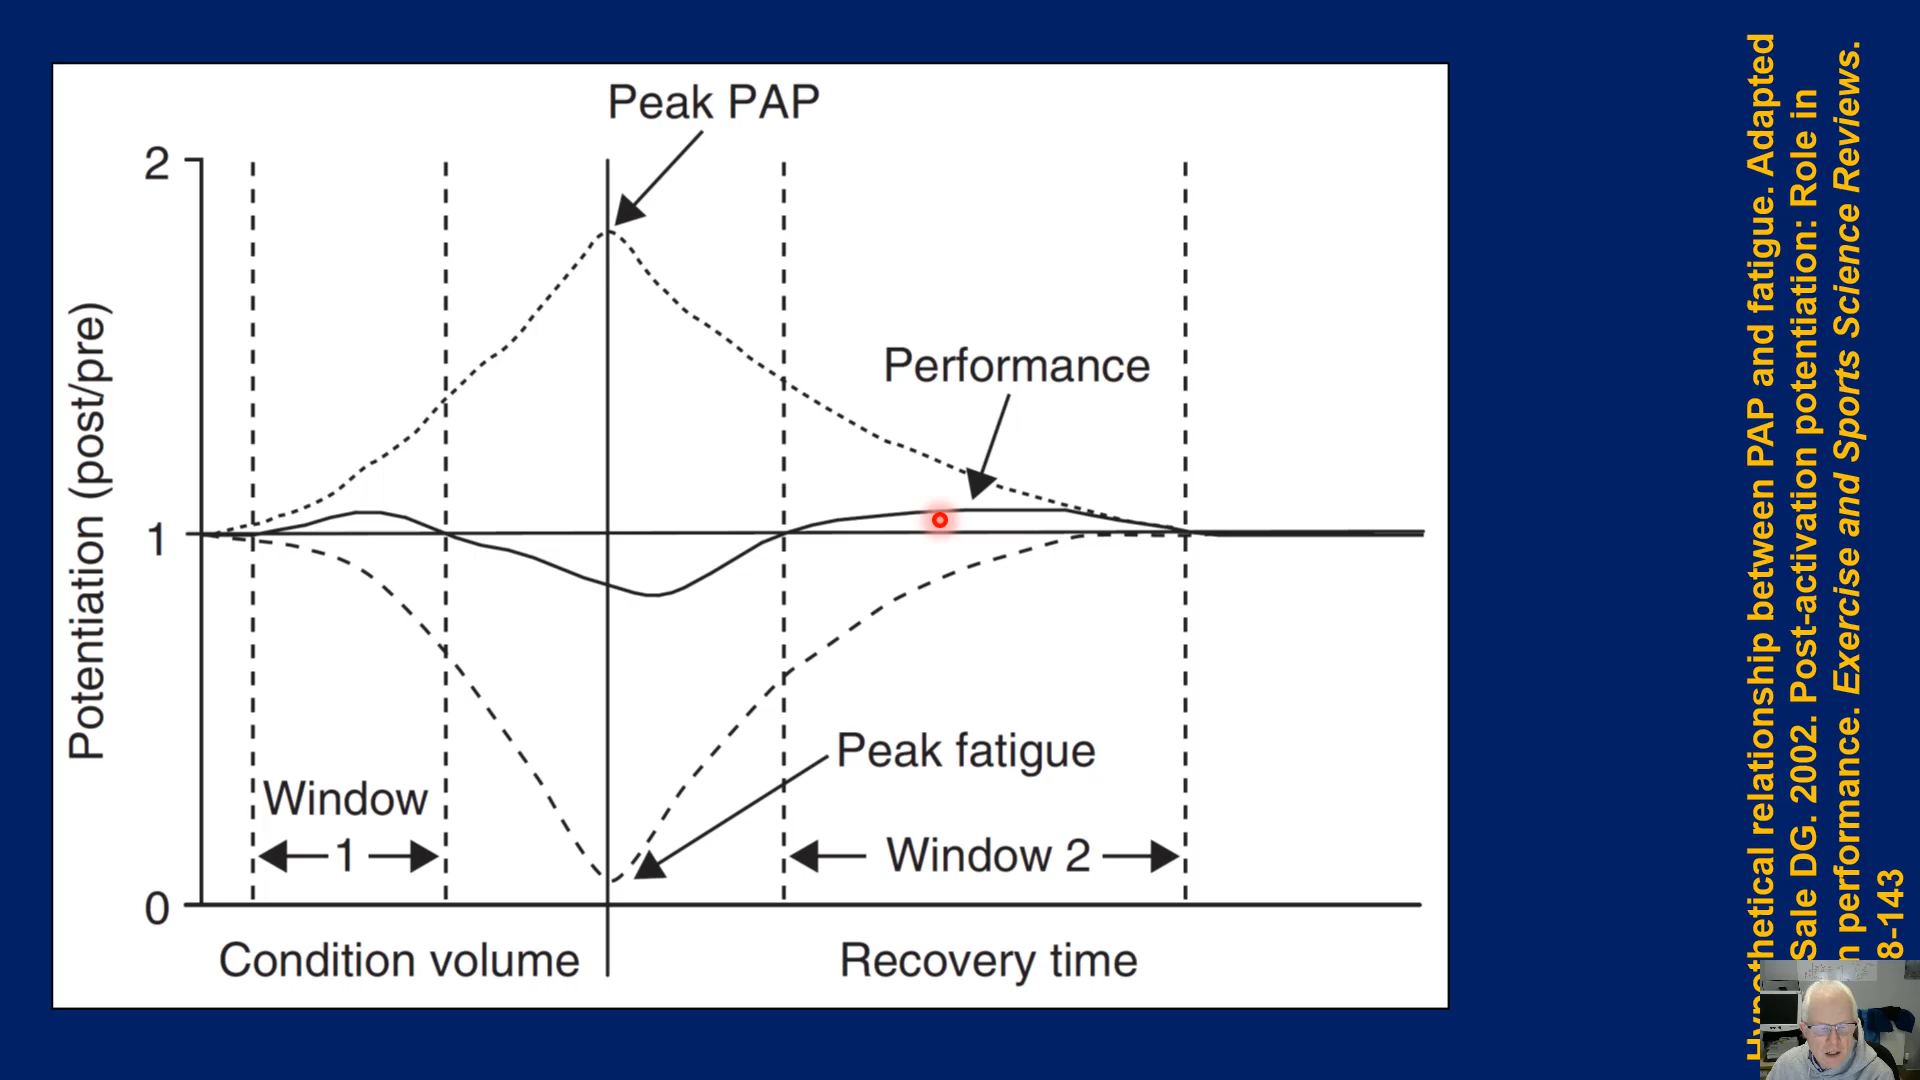 Peak PAP
2
Performance
Potentiation (post/pre)
1
Peak fatigue
Window
1
Window 2
0
Condition volume
Recovery time
relationship between PAP and fatigue. Adapted
Sale DG. 2002. Post-activation potentiation: Role in
performance. Exercise and Sports Science Reviews.
8-143